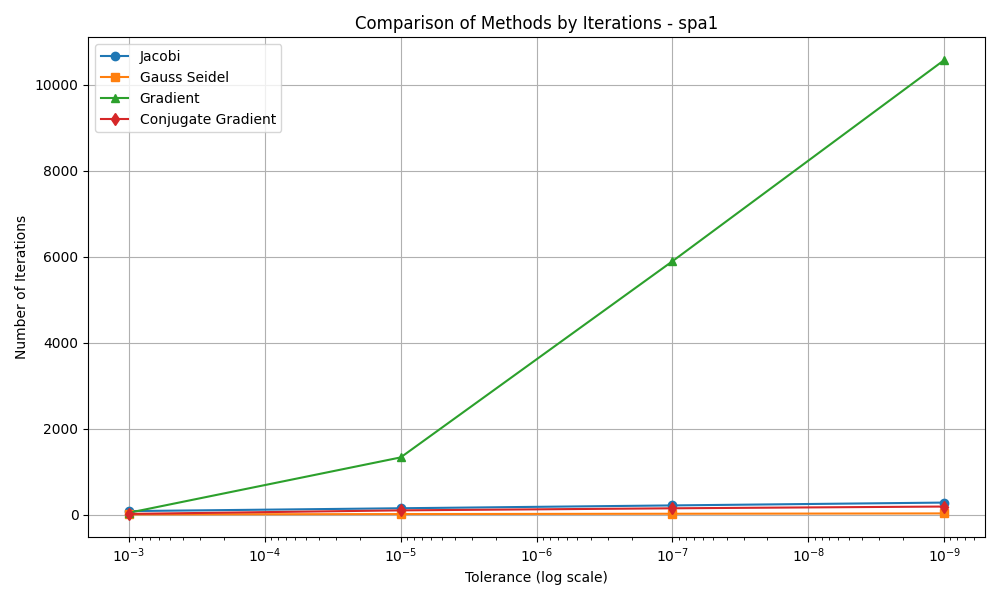 Comparison of Methods by Iterations - spa1
Jacobi
Gauss Seidel
Gradient
Conjugate Gradient
Number of Iterations
10000
8000
6000
4000
2000
0
10⁻³ 10⁻⁴ 10⁻⁵ 10⁻⁶ 10⁻⁷ 10⁻⁸ 10⁻⁹
Tolerance (log scale)